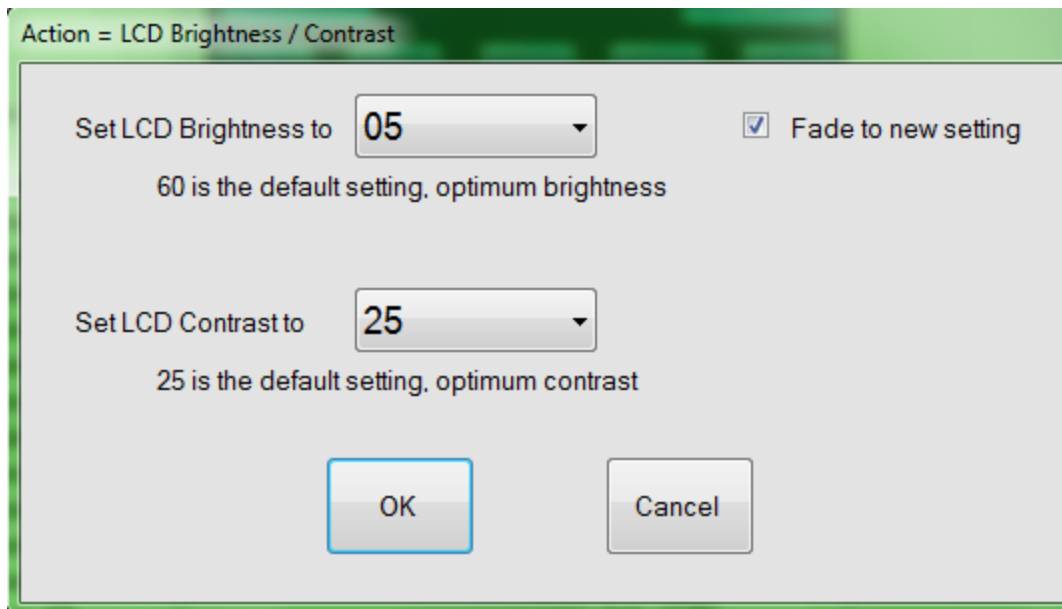 Action = LCD Brightness / Contrast
Set LCD Brightness to 05 Fade to new setting
60 is the default setting, optimum brightness
Set LCD Contrast to 25
25 is the default setting, optimum contrast
OK Cancel